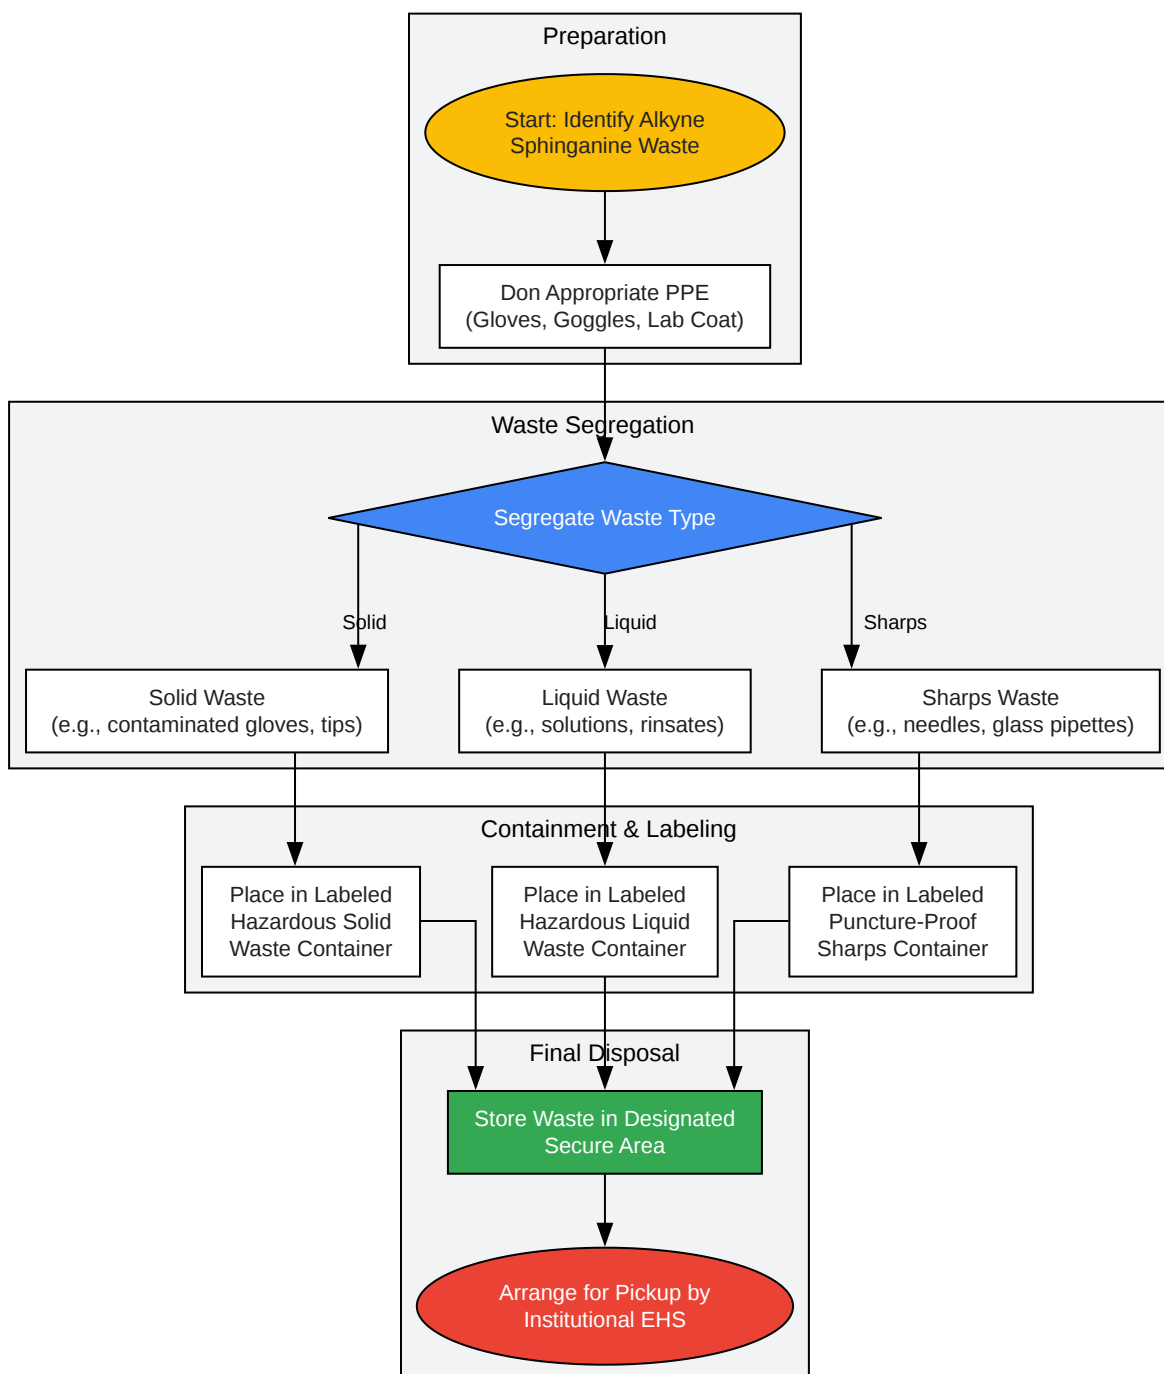 Preparation
Start: Identify Alkyne
Sphinganine Waste
Don Appropriate PPE
(Gloves, Goggles, Lab Coat)
Waste Segregation
Segregate Waste Type
Solid
Liquid
Sharps
Solid Waste
(e.g., contaminated gloves, tips)
Liquid Waste
(e.g., solutions, rinsates)
Sharps Waste
(e.g., needles, glass pipettes)
Containment & Labeling
Place in Labeled
Hazardous Solid
Waste Container
Place in Labeled
Hazardous Liquid
Waste Container
Place in Labeled
Puncture-Proof
Sharps Container
Final Disposal
Store Waste in Designated
Secure Area
Arrange for Pickup by
Institutional EHS